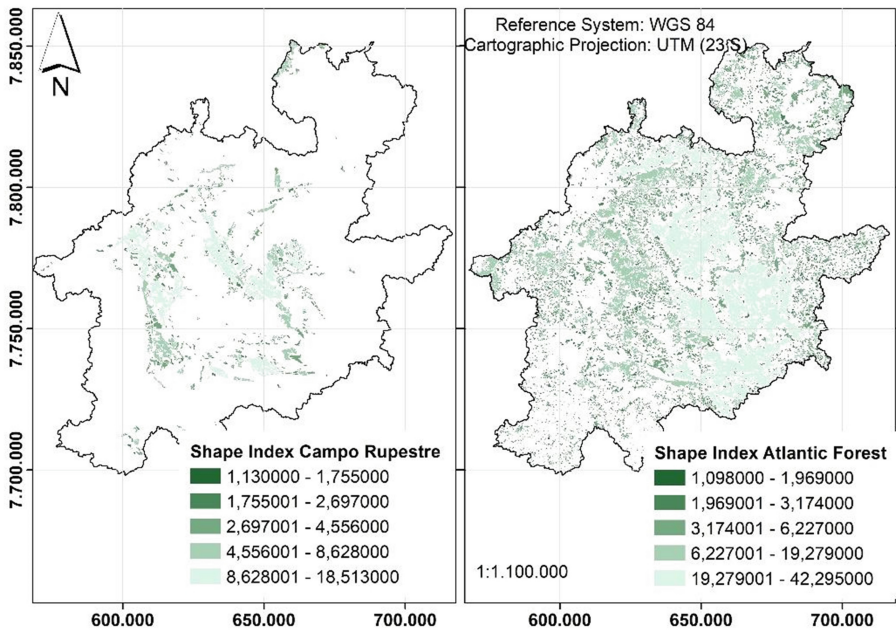 Reference System: WGS 84
Cartographic Projection: UTM (23ºS)
N
7.850.000
7.800.000
7.750.000
7.700.000
Shape Index Campo Rupestre
1,130000 - 1,755000
1,755001 - 2,697000
2,697001 - 4,556000
4,556001 - 8,628000
8,628001 - 18,513000
Shape Index Atlantic Forest
1,098000 - 1,969000
1,969001 - 3,174000
3,174001 - 6,227000
6,227001 - 19,279000
19,279001 - 42,295000
1:1.100.000
600.000 650.000 700.000
600.000 650.000 700.000